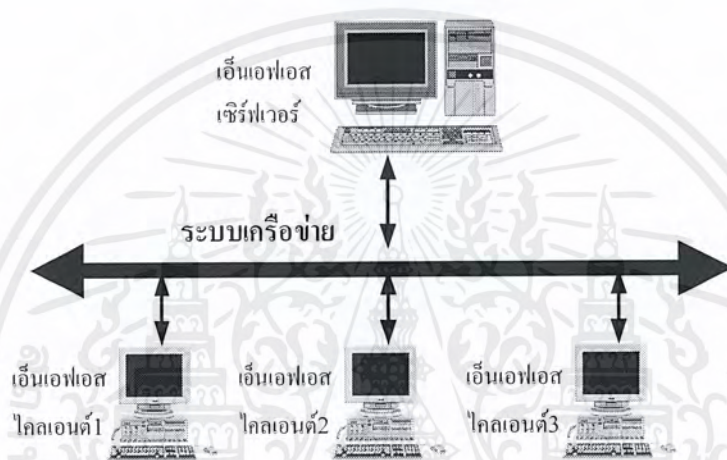 เอ็นเอฟเอส
เซิร์ฟเวอร์
ระบบเครือข่าย
เอ็นเอฟเอส
ไคลเอนต์1
เอ็นเอฟเอส
ไคลเอนต์2
เอ็นเอฟเอส
ไคลเอนต์3